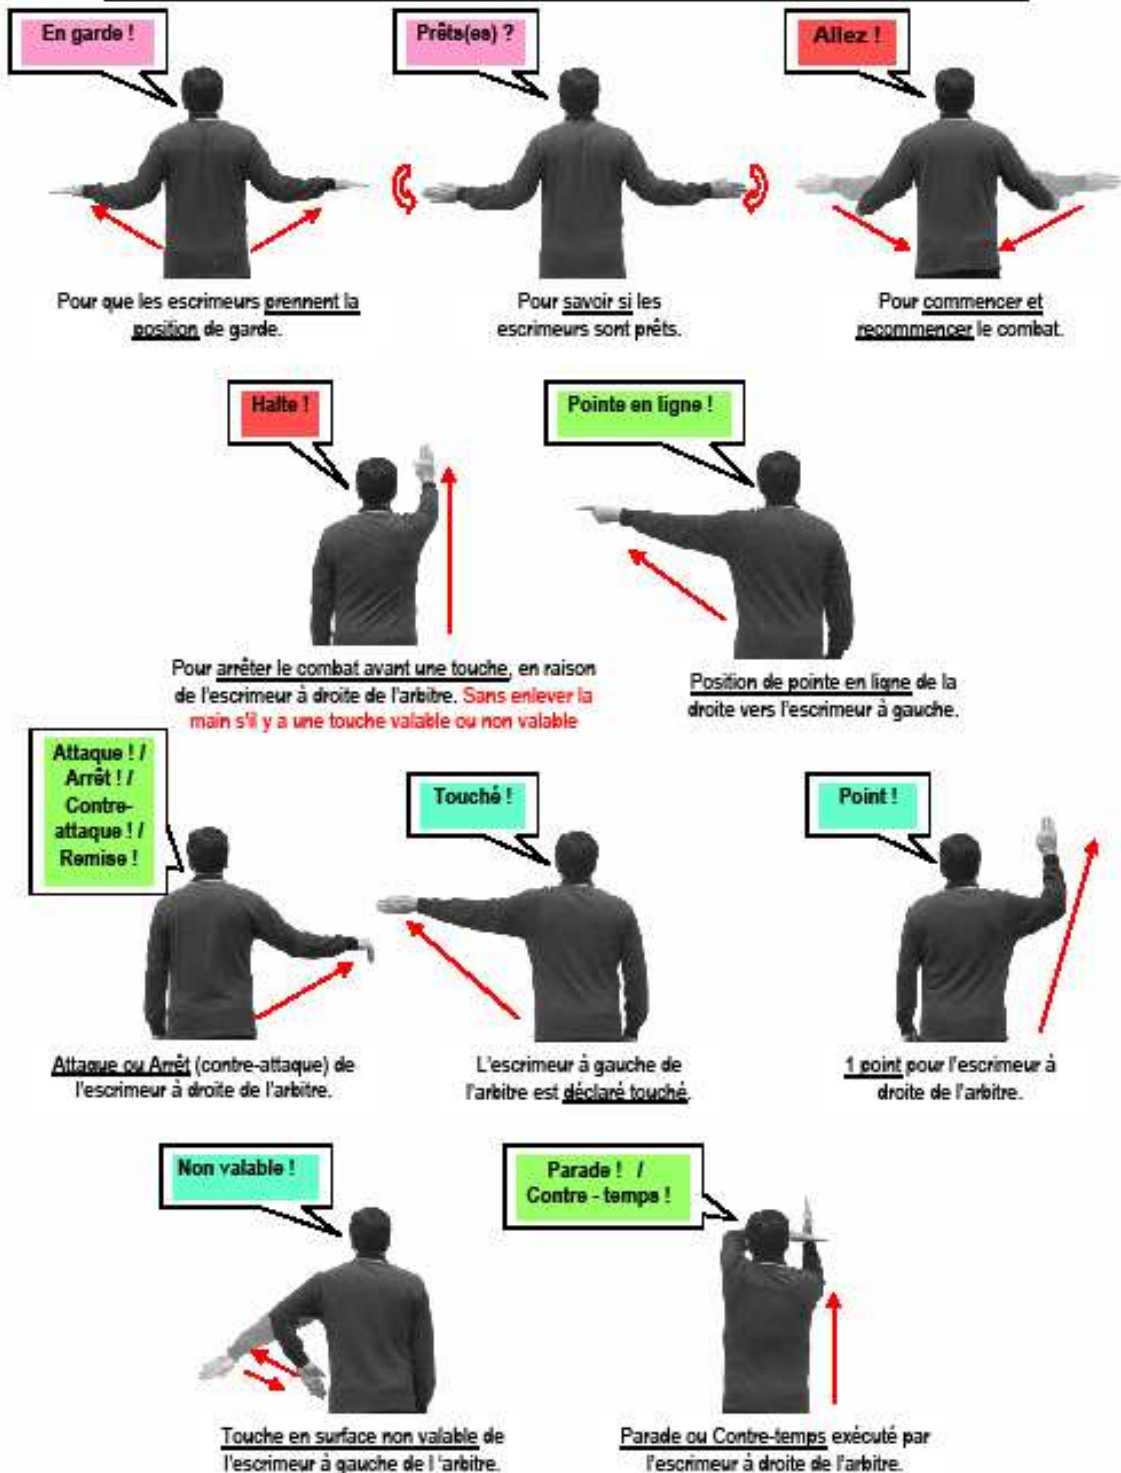 En garde !
Prêts(es) ?
Allez !
Pour que les escrimeurs prennent la
position de garde.
Pour savoir si les
escrimeurs sont prêts.
Pour commencer et
recommencer le combat.
Halte !
Pointe en ligne !
Pour arrêter le combat avant une touche, en raison
de l'escrimeur à droite de l'arbitre. Sans enlever la
main s'il y a une touche valable ou non valable
Position de pointe en ligne de la
droite vers l'escrimeur à gauche.
Attaque ! /
Arrêt ! /
Contre-
attaque ! /
Remise !
Touché !
Point !
Attaque ou Arrêt (contre-attaque) de
l'escrimeur à droite de l'arbitre.
L'escrimeur à gauche de
l'arbitre est déclaré touché.
1 point pour l'escrimeur à
droite de l'arbitre.
Non valable !
Parade ! /
Contre - temps !
Touche en surface non valable de
l'escrimeur à gauche de l 'arbitre.
Parade ou Contre-temps exécuté par
l'escrimeur à droite de l'arbitre.